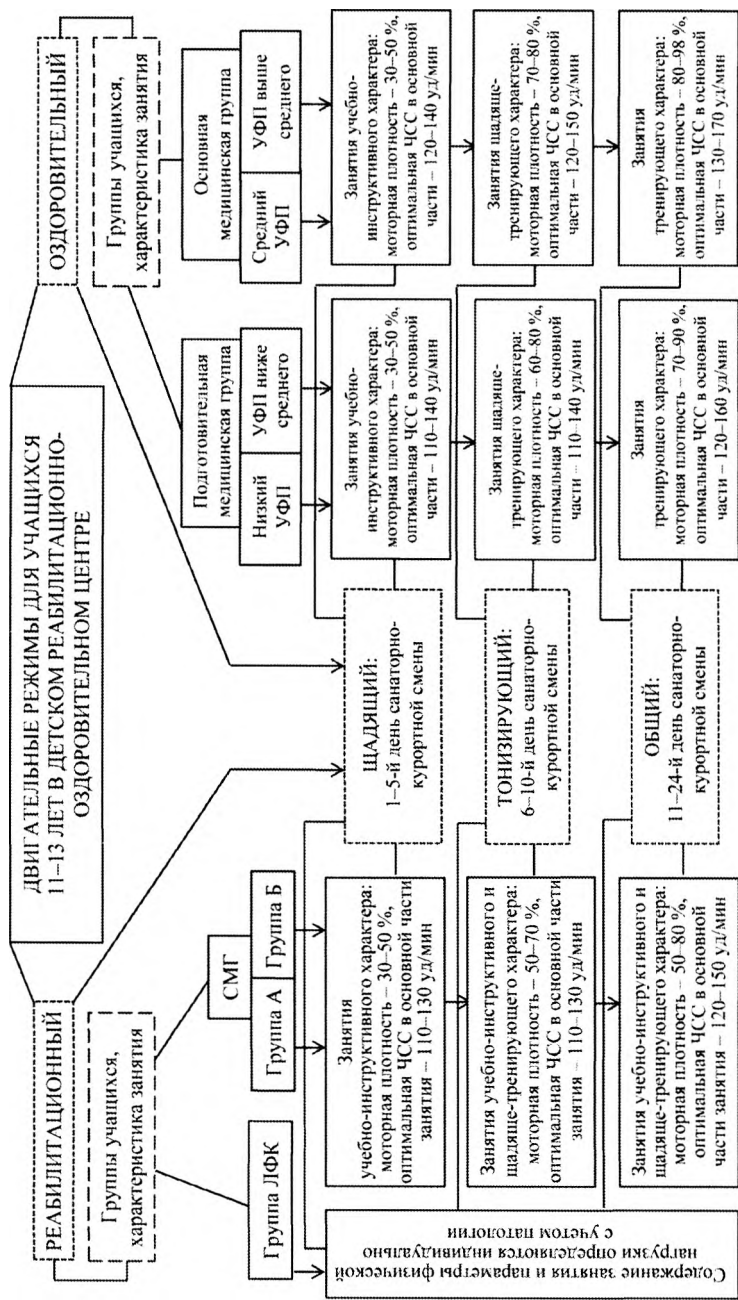 ДВИГАТЕЛЬНЫЕ РЕЖИМЫ ДЛЯ УЧАЩИХСЯ
11–13 ЛЕТ В ДЕТСКОМ РЕАБИЛИТАЦИОННО-
ОЗДОРОВИТЕЛЬНОМ ЦЕНТРЕ
РЕАБИЛИТАЦИОННЫЙ
ОЗДОРОВИТЕЛЬНЫЙ
Группы учащихся,
характеристика занятия
Группы учащихся,
характеристика занятия
Группа ЛФК
СМГ
Группа А
Группа Б
Подготовительная
медицинская группа
Низкий
УФП
УФП ниже
среднего
Основная
медицинская группа
Средний
УФП
УФП выше
среднего
Содержание занятия и параметры физической
нагрузки определяются индивидуально
с учетом патологии
Занятия
учебно-инструктивного характера:
моторная плотность – 30–50 %,
оптимальная ЧСС в основной части
занятия – 110–130 уд/мин
ЩАДЯЩИЙ:
1–5-й день санаторно-
курортной смены
Занятия учебно-
инструктивного характера:
моторная плотность – 30–50 %,
оптимальная ЧСС в основной
части – 110–140 уд/мин
Занятия учебно-
инструктивного характера:
моторная плотность – 30–50 %,
оптимальная ЧСС в основной
части – 120–140 уд/мин
Занятия учебно-инструктивного и
щадяще-тренирующего характера:
моторная плотность – 50–70 %,
оптимальная ЧСС в основной части
занятия – 110–130 уд/мин
ТОНИЗИРУЮЩИЙ:
6–10-й день санаторно-
курортной смены
Занятия щадяще-
тренирующего характера:
моторная плотность – 60–80 %,
оптимальная ЧСС в основной
части – 110–140 уд/мин
Занятия щадяще-
тренирующего характера:
моторная плотность – 70–80 %,
оптимальная ЧСС в основной
части – 120–150 уд/мин
Занятия учебно-инструктивного и
щадяще-тренирующего характера:
моторная плотность – 50–80 %,
оптимальная ЧСС в основной
части занятия – 120–150 уд/мин
ОБЩИЙ:
11–24-й день санаторно-
курортной смены
Занятия
тренирующего характера:
моторная плотность – 70–90 %,
оптимальная ЧСС в основной
части – 120–160 уд/мин
Занятия
тренирующего характера:
моторная плотность – 80–98 %,
оптимальная ЧСС в основной
части – 130–170 уд/мин